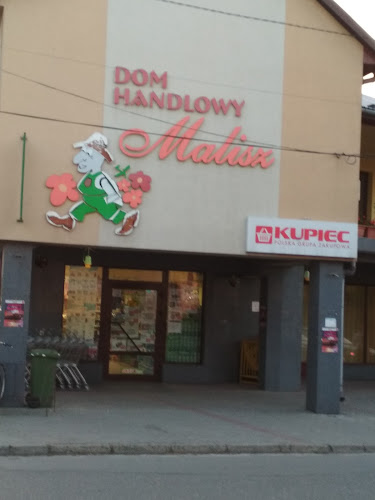 DOM
HANDLOWY
Malisz
KUPIEC
POLSKA GRUPA ZAKUPOWA